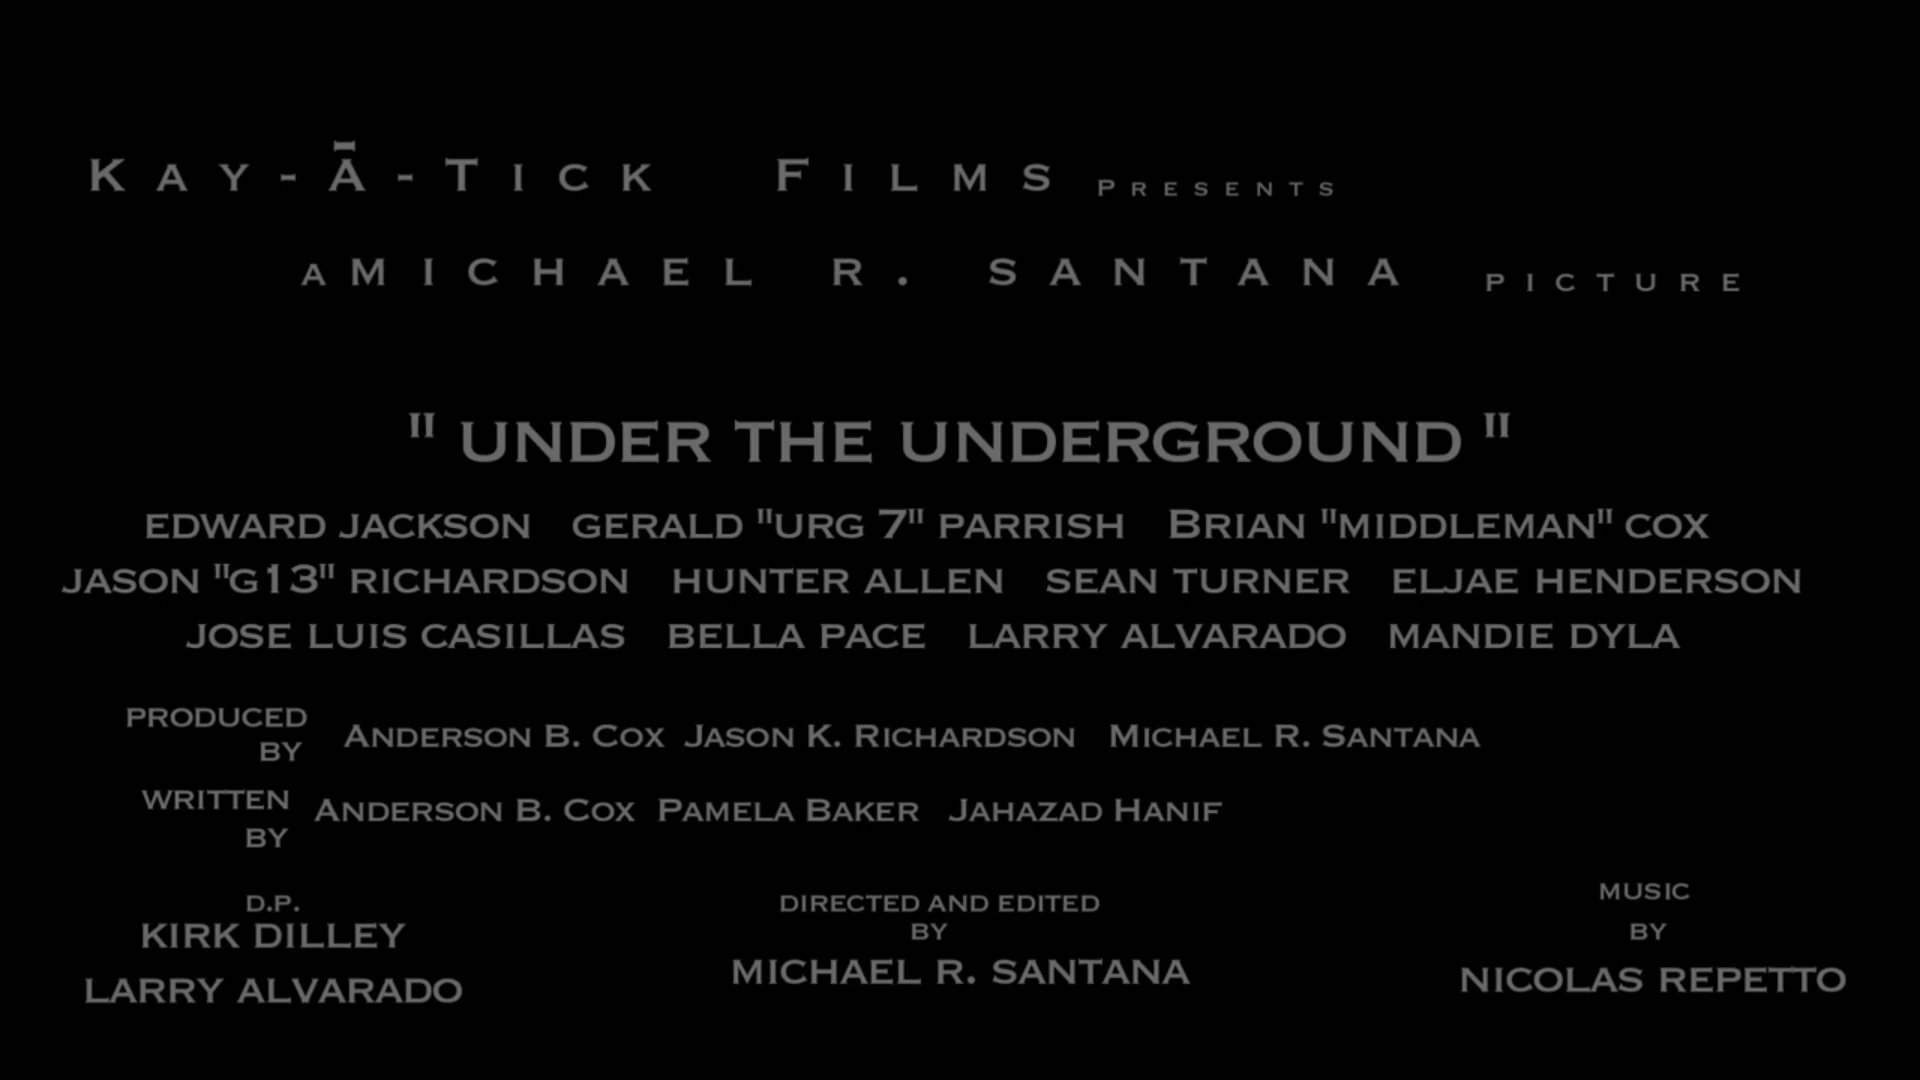 Kay-Ā-Tick Films Presents
A MICHAEL R. SANTANA PICTURE
" UNDER THE UNDERGROUND "
EDWARD JACKSON GERALD "URG 7" PARRISH BRIAN "MIDDLEMAN" COX
JASON "G13" RICHARDSON HUNTER ALLEN SEAN TURNER ELJAE HENDERSON
JOSE LUIS CASILLAS BELLA PACE LARRY ALVARADO MANDIE DYLA
PRODUCED
BY
Anderson B. Cox Jason K. Richardson Michael R. Santana
WRITTEN
BY
Anderson B. Cox Pamela Baker Jahazad Hanif
D.P.
KIRK DILLEY
LARRY ALVARADO
DIRECTED AND EDITED
BY
MICHAEL R. SANTANA
MUSIC
BY
NICOLAS REPETTO